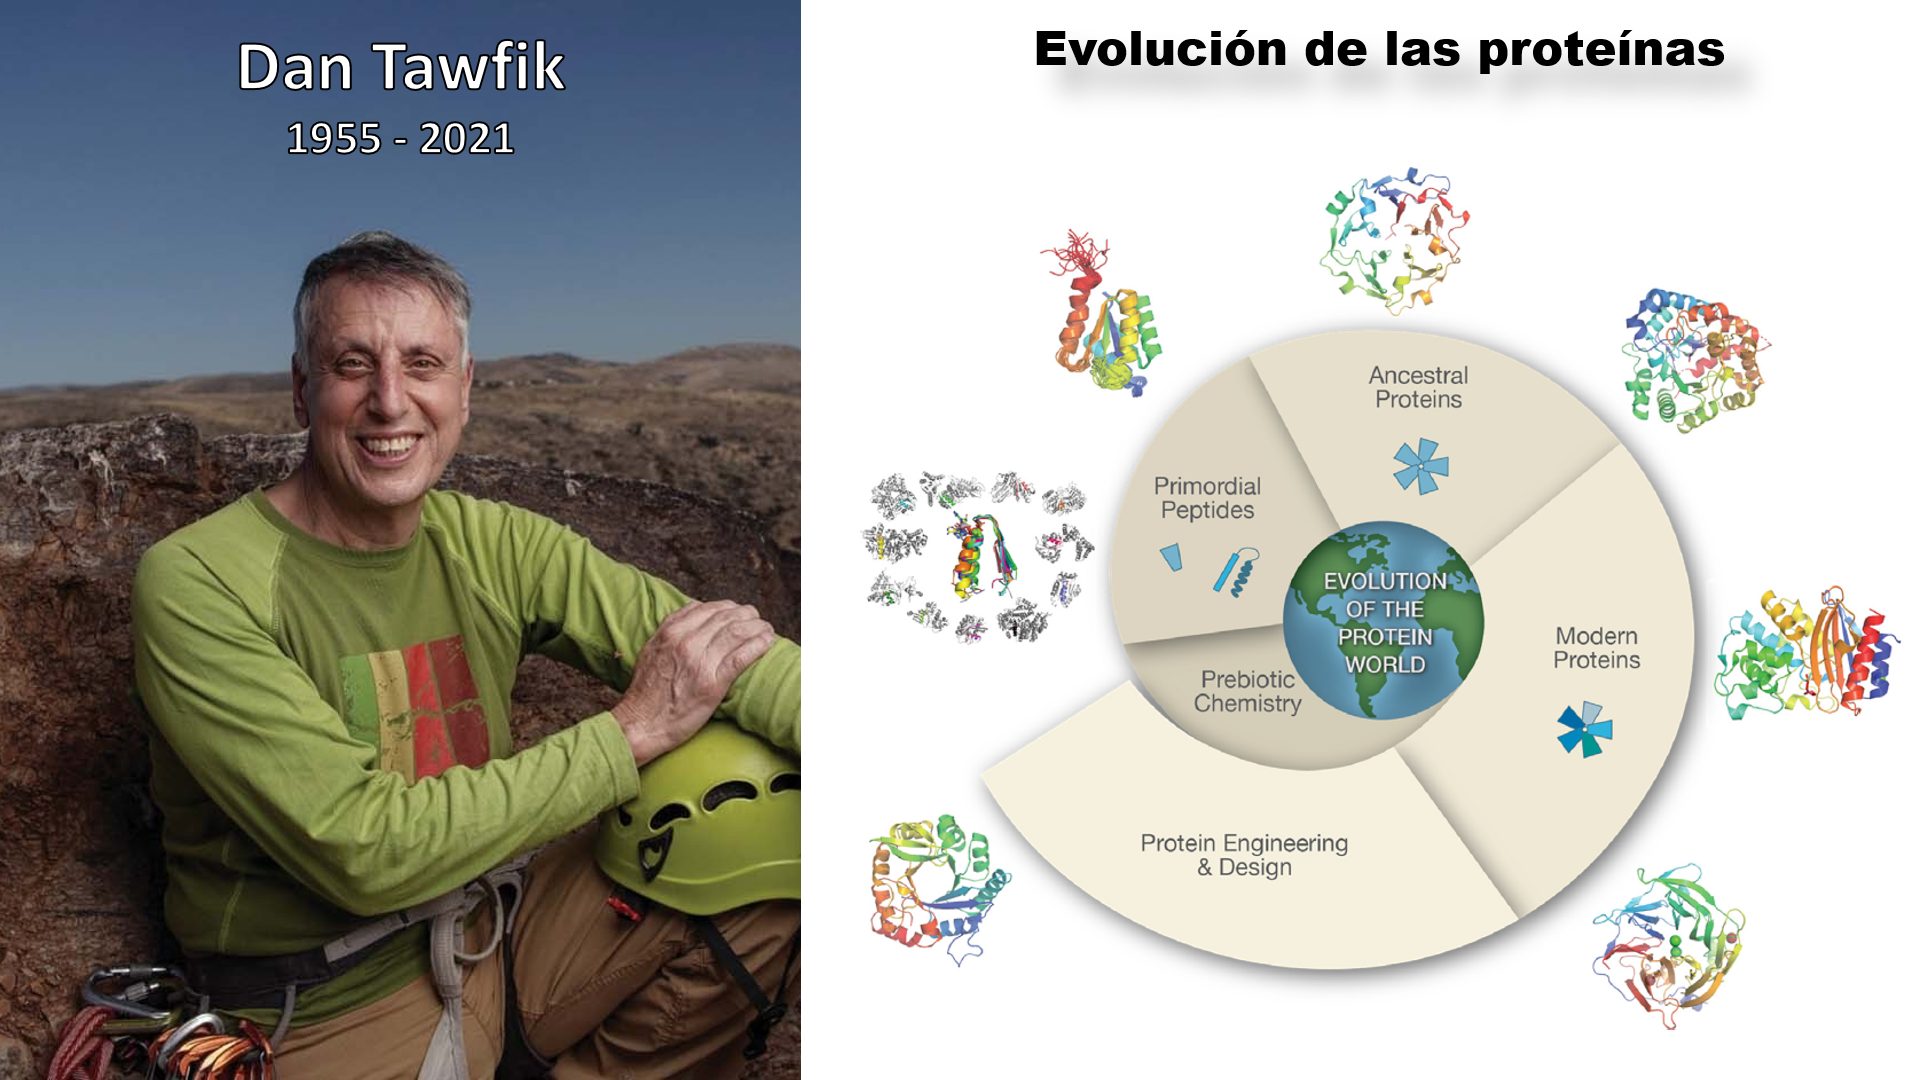 Dan Tawfik
1955 - 2021
Evolución de las proteínas
Ancestral
Proteins
Primordial
Peptides
EVOLUTION
OF THE
PROTEIN
WORLD
Modern
Proteins
Prebiotic
Chemistry
Protein Engineering
& Design